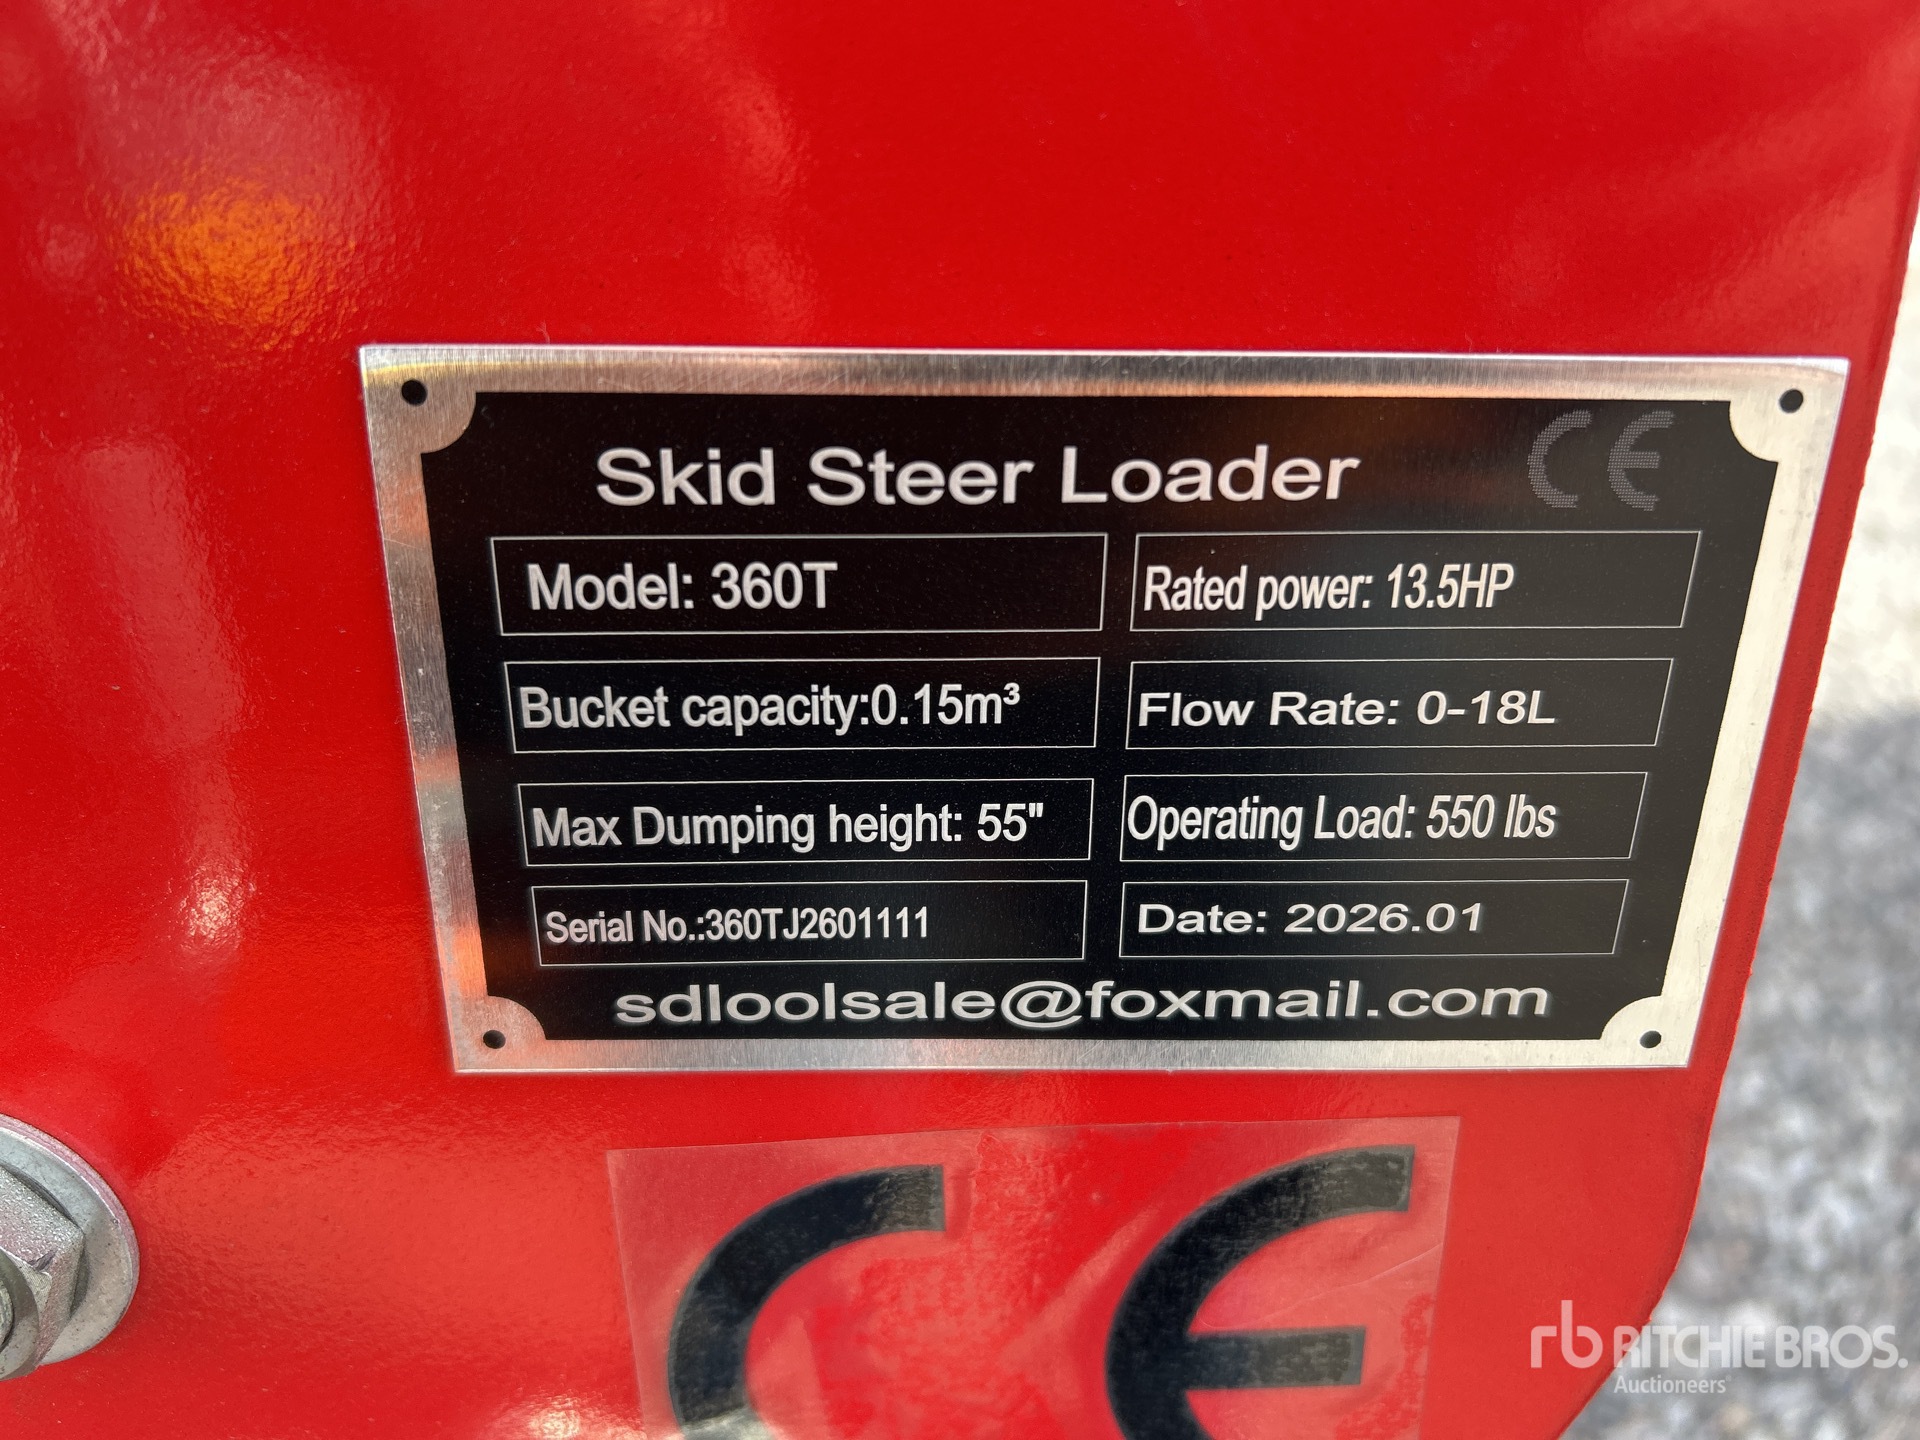 Skid Steer Loader CE
Model: 360T
Rated power: 13.5HP
Bucket capacity:0.15m³
Flow Rate: 0-18L
Max Dumping height: 55"
Operating Load: 550 lbs
Serial No.:360TJ2601111
Date: 2026.01
sdloolsale@foxmail.com
CE
rb RITCHIE BROS.
Auctioneers